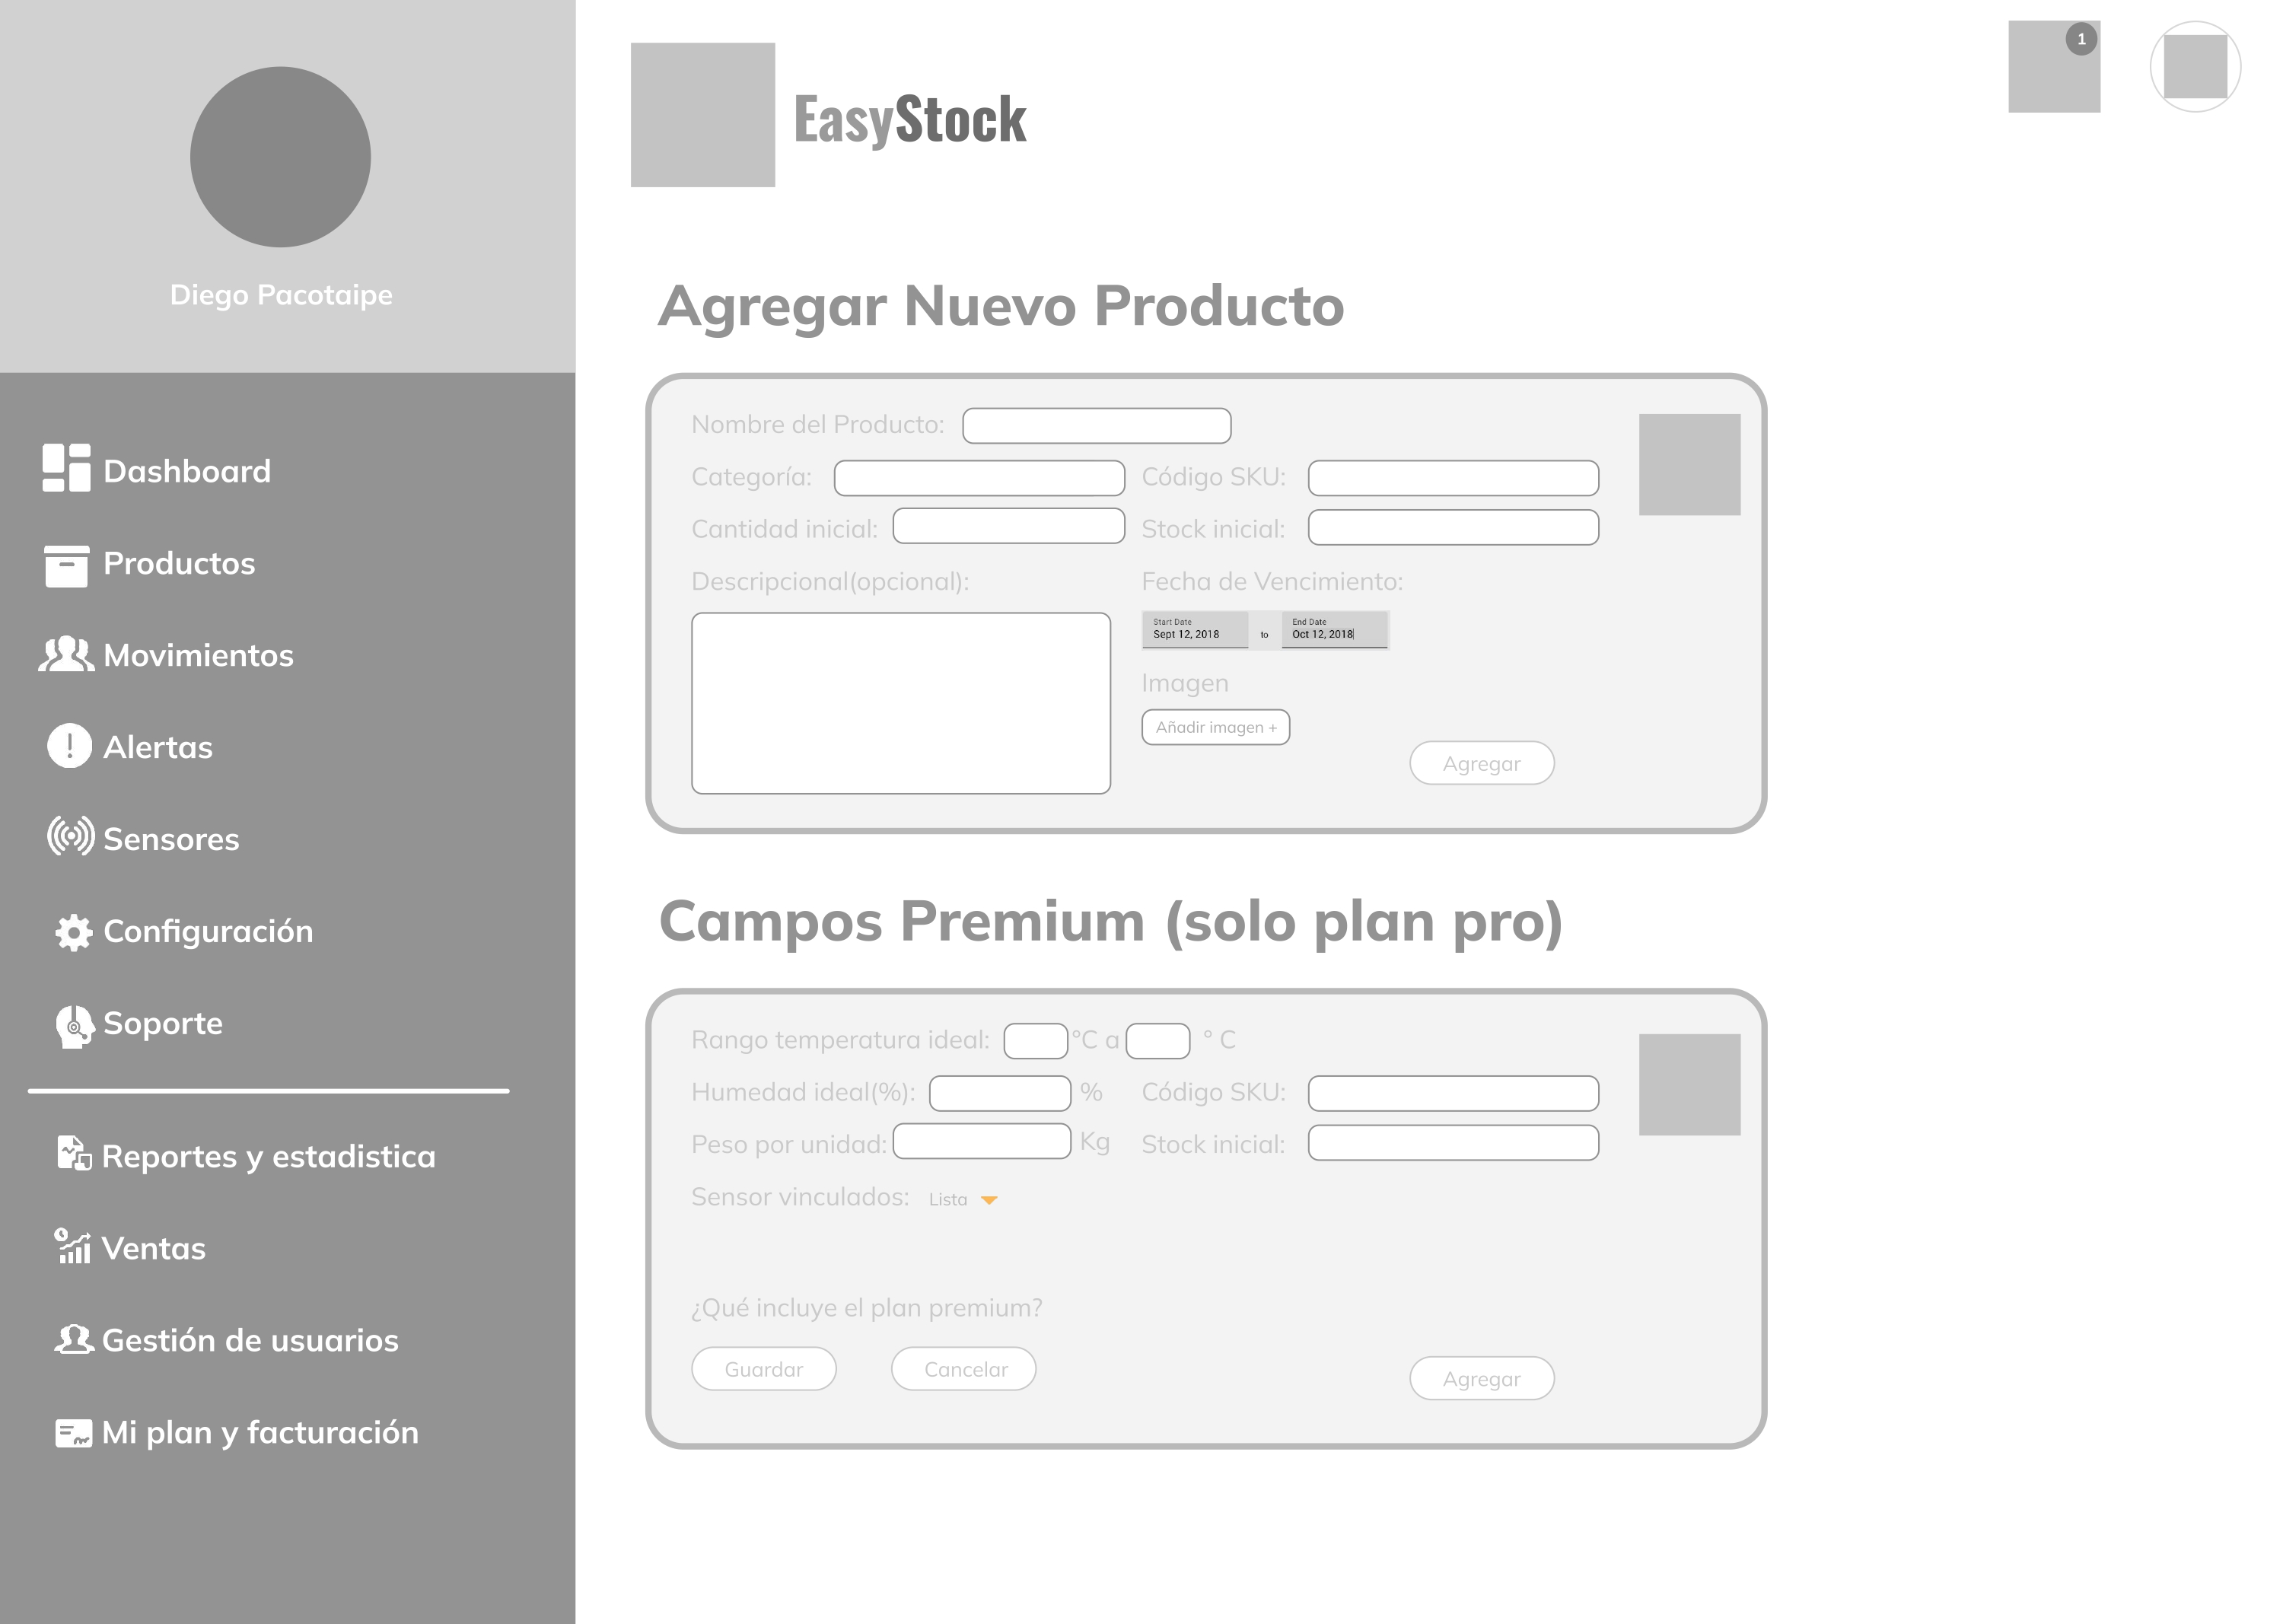 Diego Pacotaipe
Dashboard
Productos
Movimientos
Alertas
Sensores
Configuración
Soporte
Reportes y estadistica
Ventas
Gestión de usuarios
Mi plan y facturación
EasyStock
1
Agregar Nuevo Producto
Nombre del Producto:
Categoría: Código SKU:
Cantidad inicial: Stock inicial:
Descripcional(opcional): Fecha de Vencimiento:
Start Date End Date
Sept 12, 2018 to Oct 12, 2018
Imagen
Añadir imagen +
Agregar
Campos Premium (solo plan pro)
Rango temperatura ideal: °C a ° C
Humedad ideal(%): % Código SKU:
Peso por unidad: Kg Stock inicial:
Sensor vinculados: Lista
¿Qué incluye el plan premium?
Guardar Cancelar Agregar